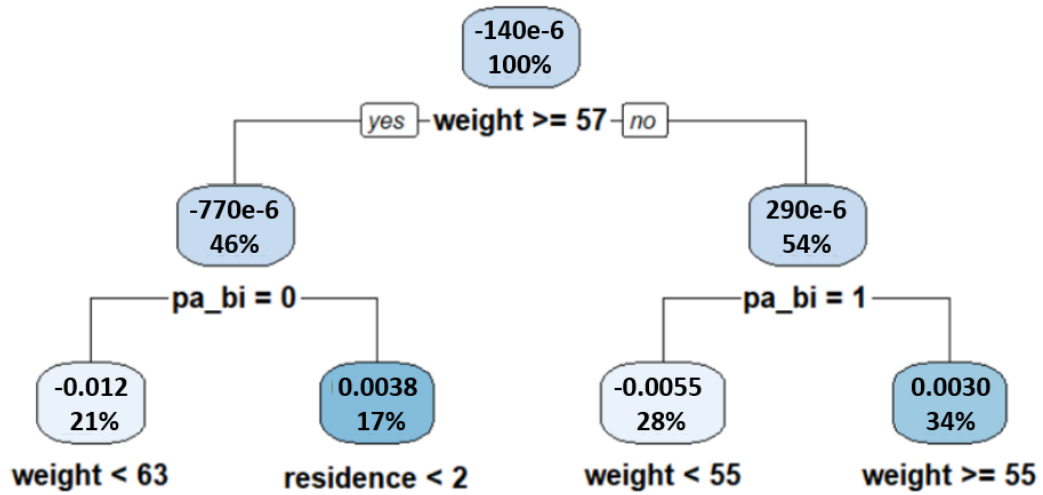 -140e-6
100%
yes weight >= 57 no
-770e-6
46%
290e-6
54%
pa_bi = 0
pa_bi = 1
-0.012
21%
0.0038
17%
-0.0055
28%
0.0030
34%
weight < 63
residence < 2
weight < 55
weight >= 55